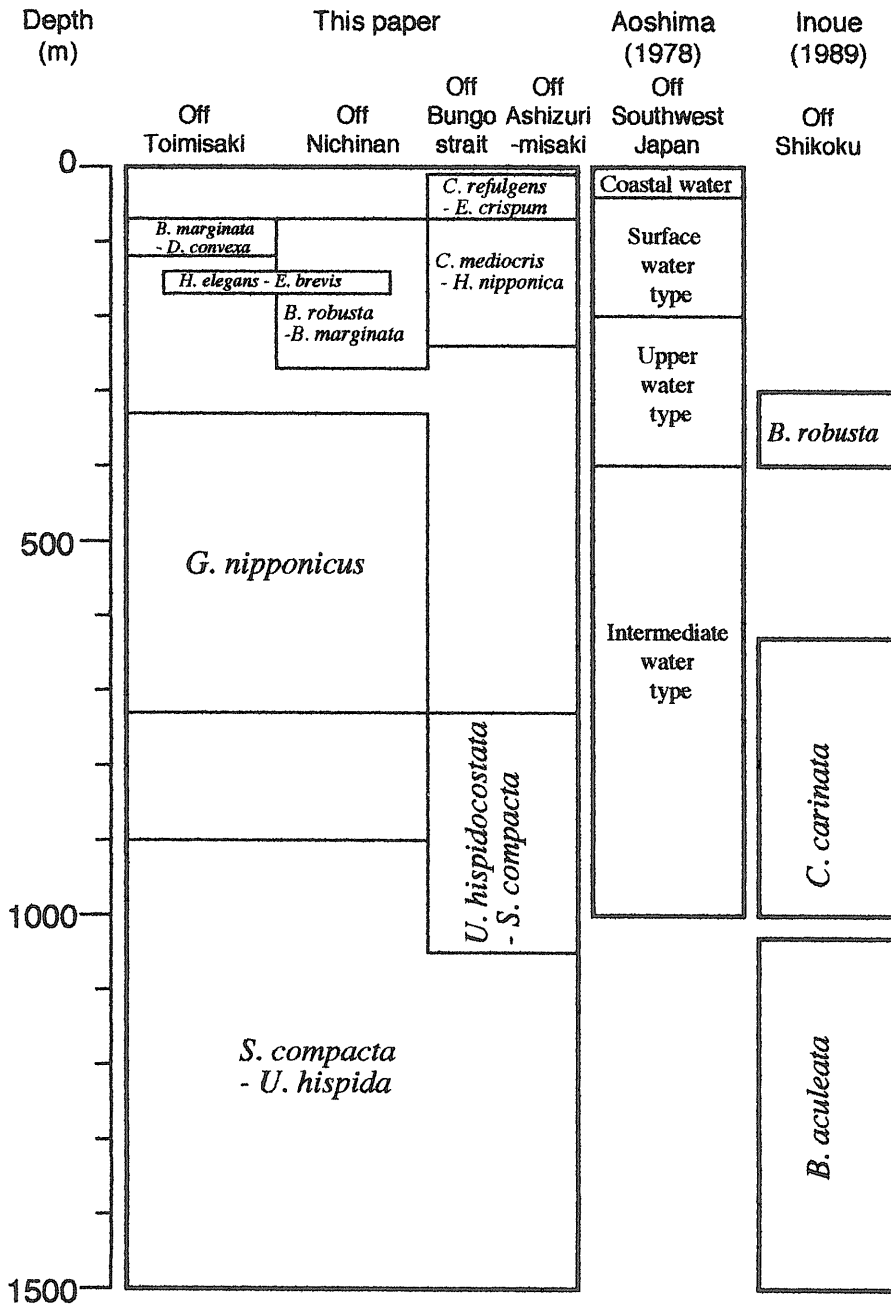 Depth
(m)
This paper
Aoshima
(1978)
Inoue
(1989)
Off
Toimisaki
Off
Nichinan
Off
Bungo
strait
Off
Ashizuri
-misaki
Off
Southwest
Japan
Off
Shikoku
0
500
1000
1500
B. marginata
- D. convexa
H. elegans - E. brevis
B. robusta
-B. marginata
C. refulgens
- E. crispum
C. mediocris
- H. nipponica
G. nipponicus
U. hispidocostata
- S. compacta
S. compacta
- U. hispida
Coastal water
Surface
water
type
Upper
water
type
Intermediate
water
type
B. robusta
C. carinata
B. aculeata